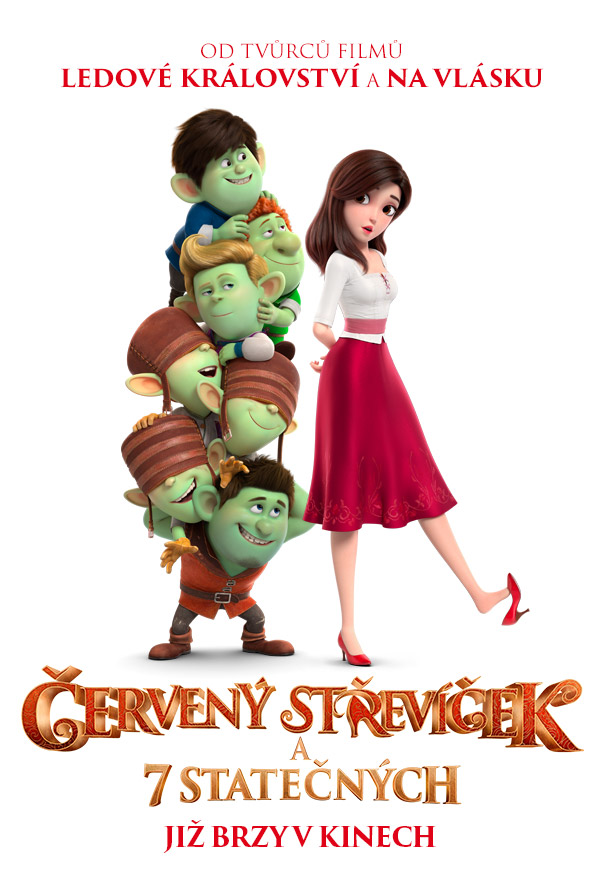 OD TVŮRCŮ FILMŮ
LEDOVÉ KRÁLOVSTVÍ A NA VLÁSKU
ČERVENÝ STŘEVÍČEK
A
7 STATEČNÝCH
JIŽ BRZY V KINECH